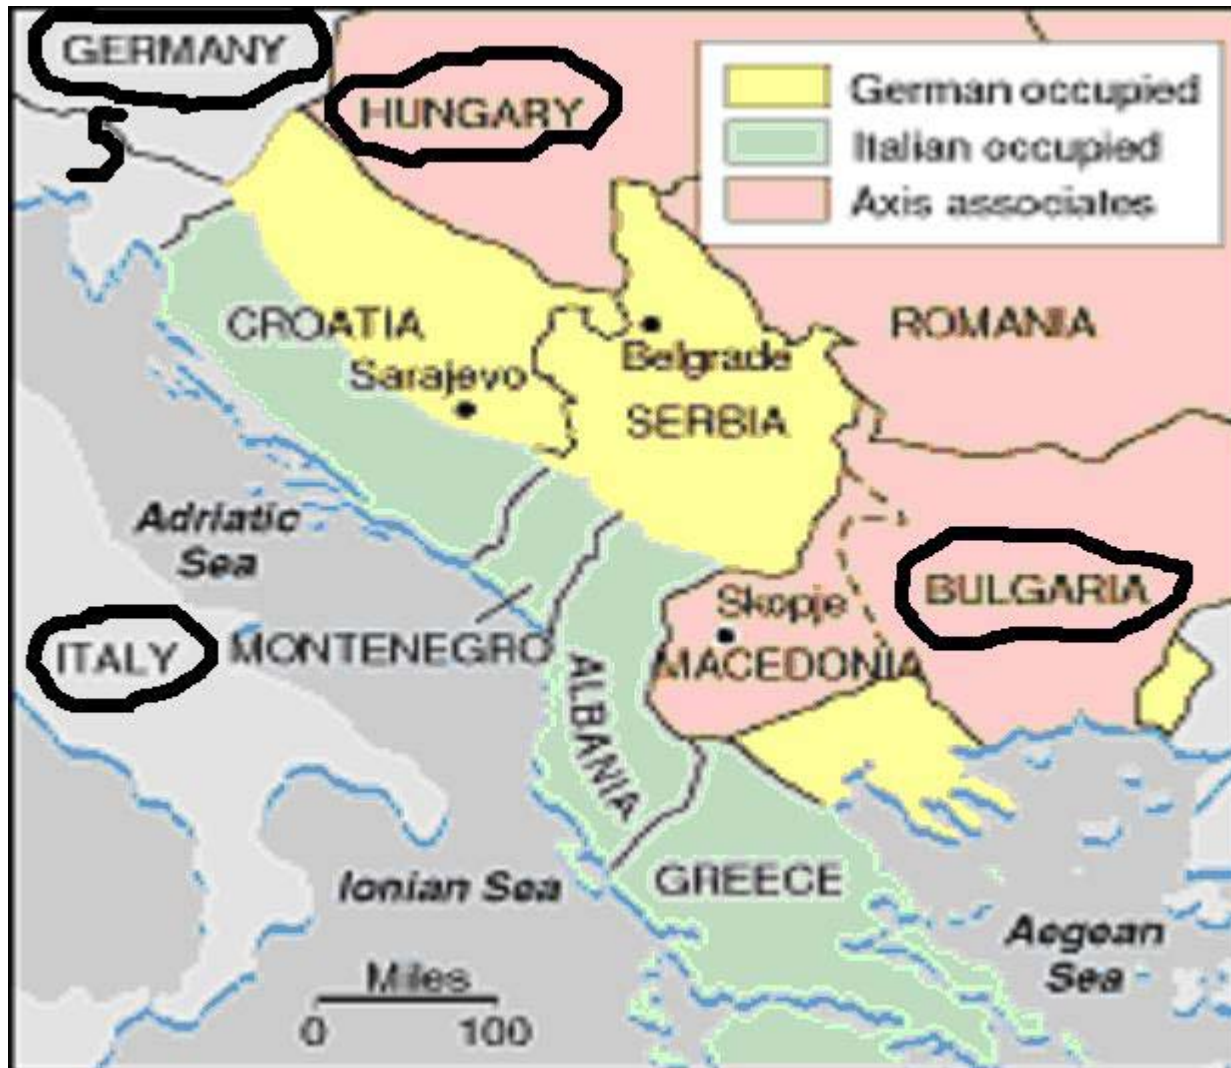 GERMANY
HUNGARY
5
German occupied
Italian occupied
Axis associates
CROATIA
Sarajevo
Belgrade
SERBIA
ROMANIA
Adriatic
Sea
BULGARIA
Skopje
MACEDONIA
ITALY
MONTENEGRO
ALBANIA
Ionian Sea
GREECE
Aegean
Sea
Miles
0 100